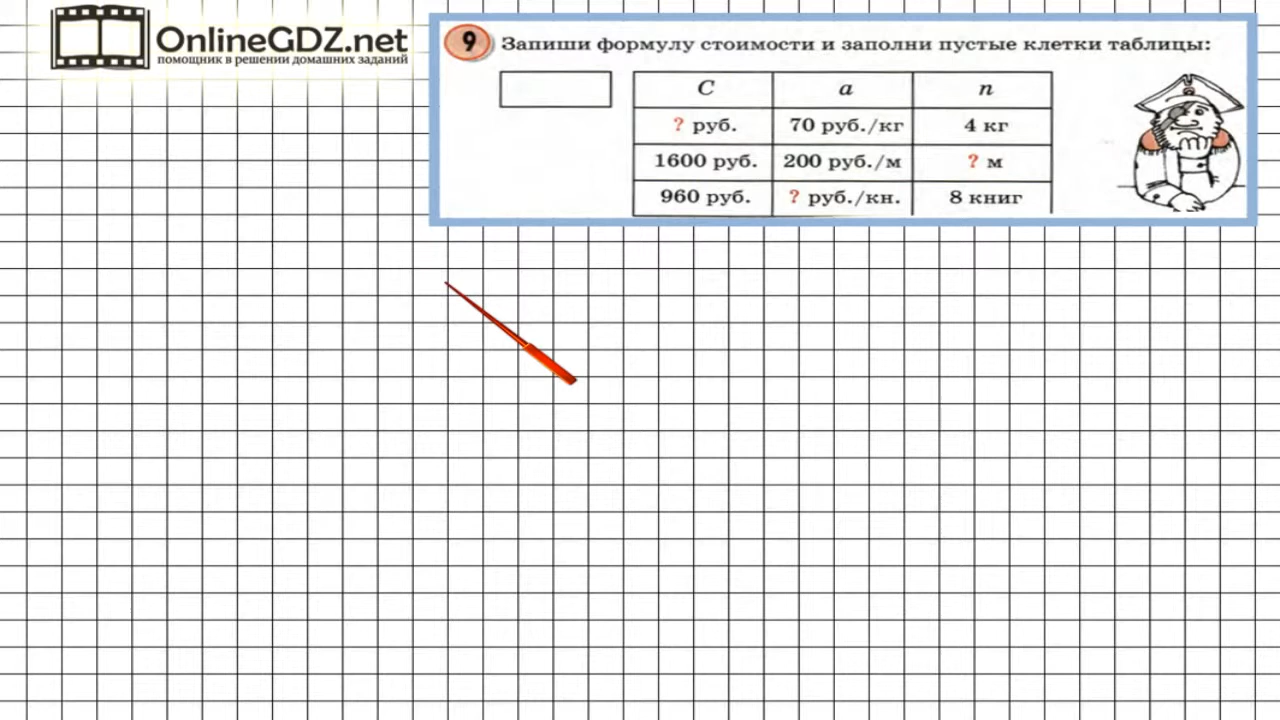 OnlineGDZ.net
помощник в решении домашних заданий
9 Запиши формулу стоимости и заполни пустые клетки таблицы:
C a n
? руб. 70 руб./кг 4 кг
1600 руб. 200 руб./м ? м
960 руб. ? руб./кн. 8 книг